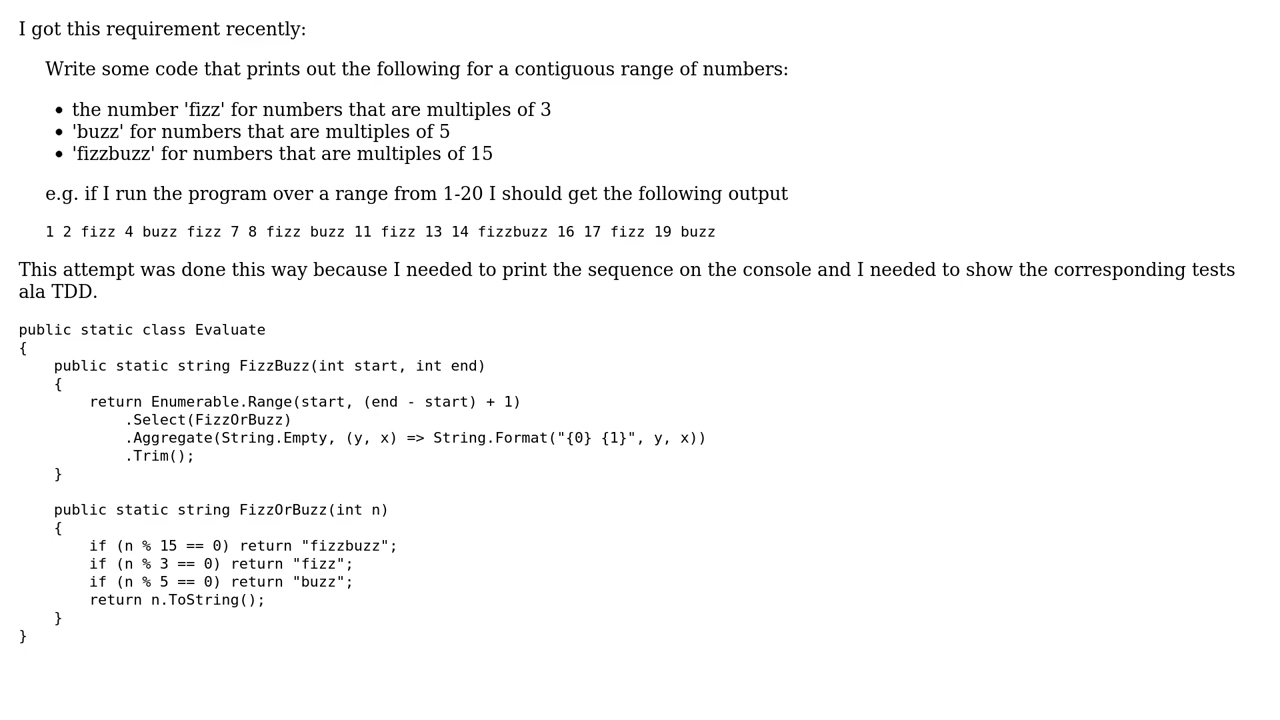 I got this requirement recently:
Write some code that prints out the following for a contiguous range of numbers:
• the number 'fizz' for numbers that are multiples of 3
• 'buzz' for numbers that are multiples of 5
• 'fizzbuzz' for numbers that are multiples of 15
e.g. if I run the program over a range from 1-20 I should get the following output
1 2 fizz 4 buzz fizz 7 8 fizz buzz 11 fizz 13 14 fizzbuzz 16 17 fizz 19 buzz
This attempt was done this way because I needed to print the sequence on the console and I needed to show the corresponding tests
ala TDD.
public static class Evaluate
{
    public static string FizzBuzz(int start, int end)
    {
        return Enumerable.Range(start, (end - start) + 1)
            .Select(FizzOrBuzz)
            .Aggregate(String.Empty, (y, x) => String.Format("{0} {1}", y, x))
            .Trim();
    }

    public static string FizzOrBuzz(int n)
    {
        if (n % 15 == 0) return "fizzbuzz";
        if (n % 3 == 0) return "fizz";
        if (n % 5 == 0) return "buzz";
        return n.ToString();
    }
}